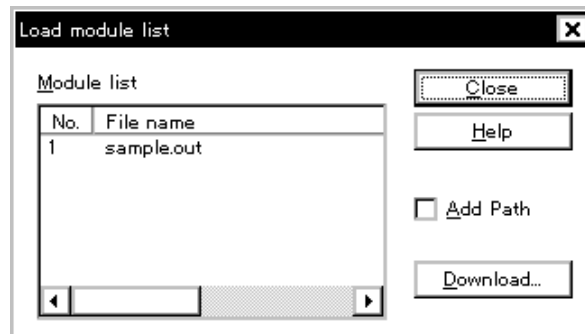 Load module list
Module list
No. File name
1 sample.out
Close
Help
Add Path
Download...